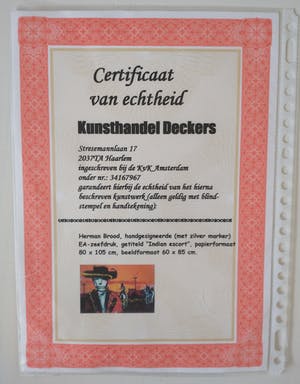 Certificaat
van echtheid
Kunsthandel Deckers
Stresemannlaan 17
2037TA Haarlem
ingeschreven bij de KvK Amsterdam
onder nr.: 34167967
garandeert hierbij de echtheid van het hierna
beschreven kunstwerk (alleen geldig met blind-
stempel en handtekening):
Herman Brood, handgesigneerde (met zilver marker)
EA-zeefdruk, getiteld "Indian escort", papierformaat
80 x 105 cm, beeldformaat 60 x 85 cm.